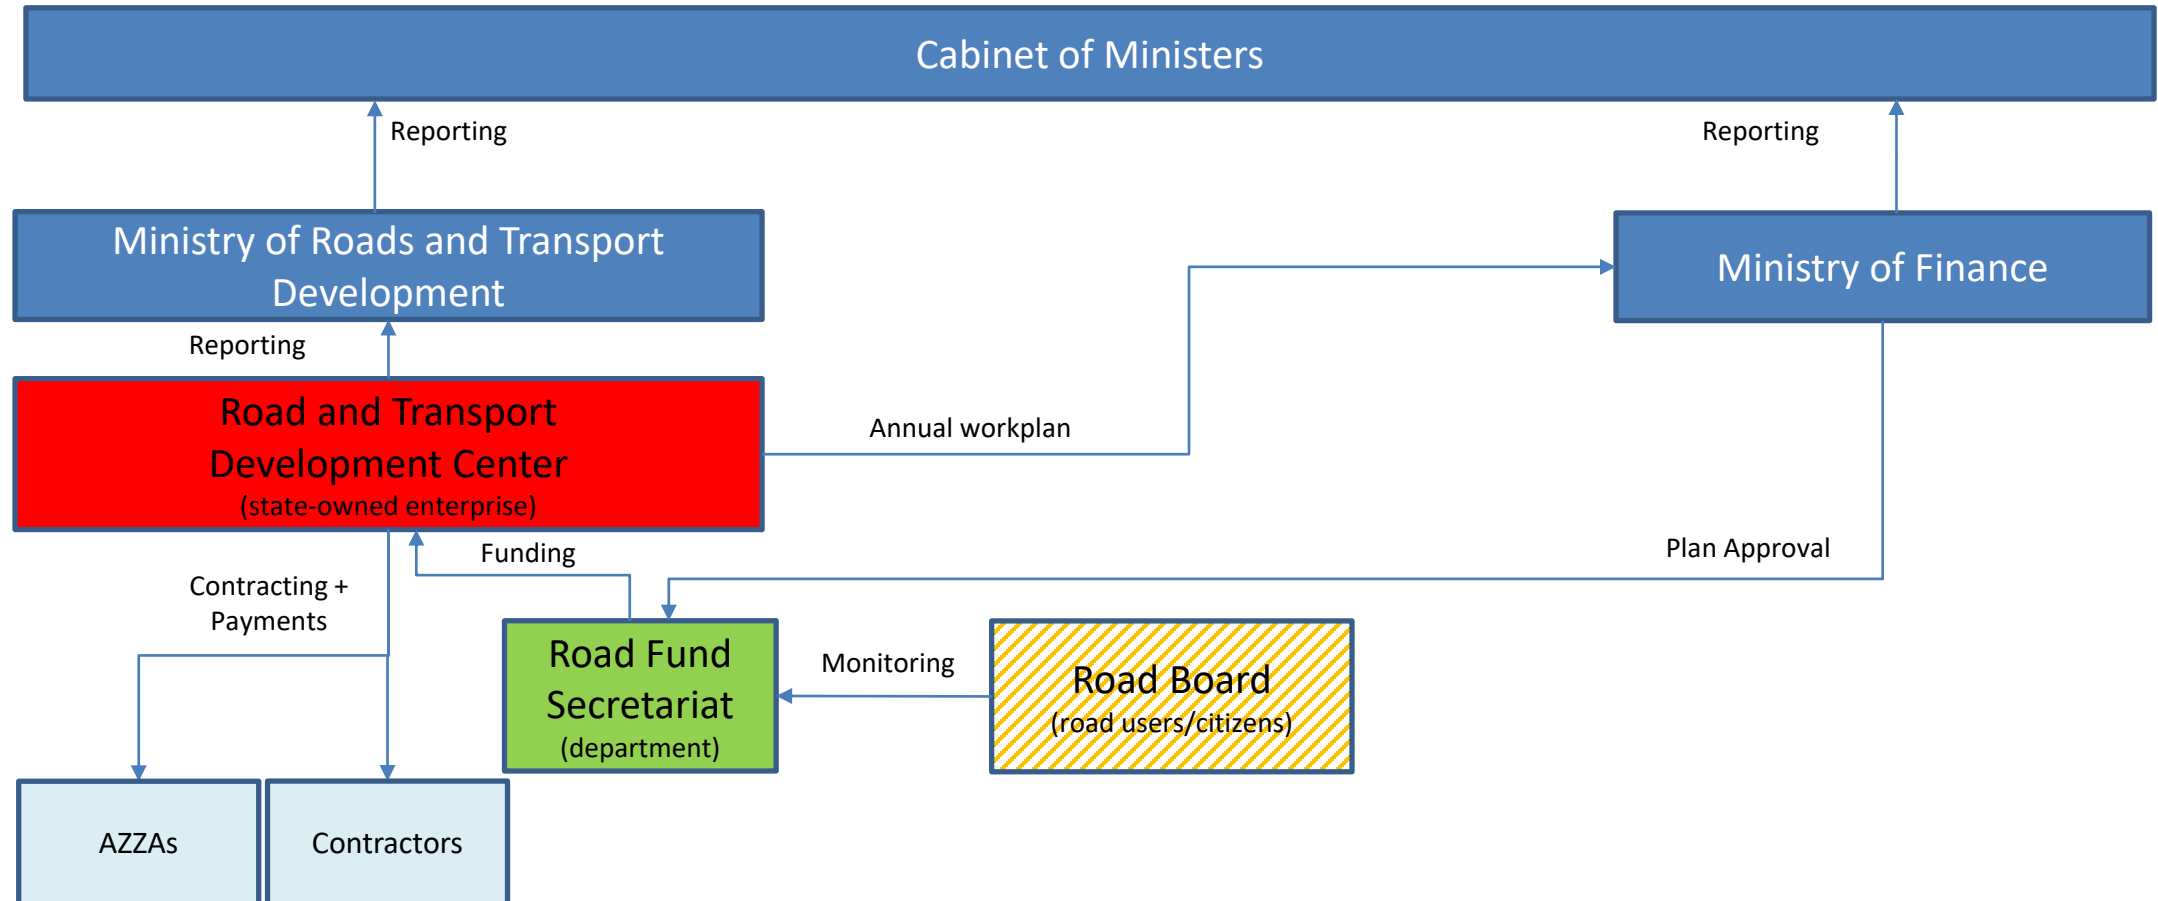 Cabinet of Ministers
Reporting
Reporting
Ministry of Roads and Transport
Development
Ministry of Finance
Reporting
Road and Transport
Development Center
(state-owned enterprise)
Annual workplan
Funding
Plan Approval
Contracting +
Payments
Road Fund
Secretariat
(department)
Monitoring
Road Board
(road users/citizens)
AZZAs
Contractors